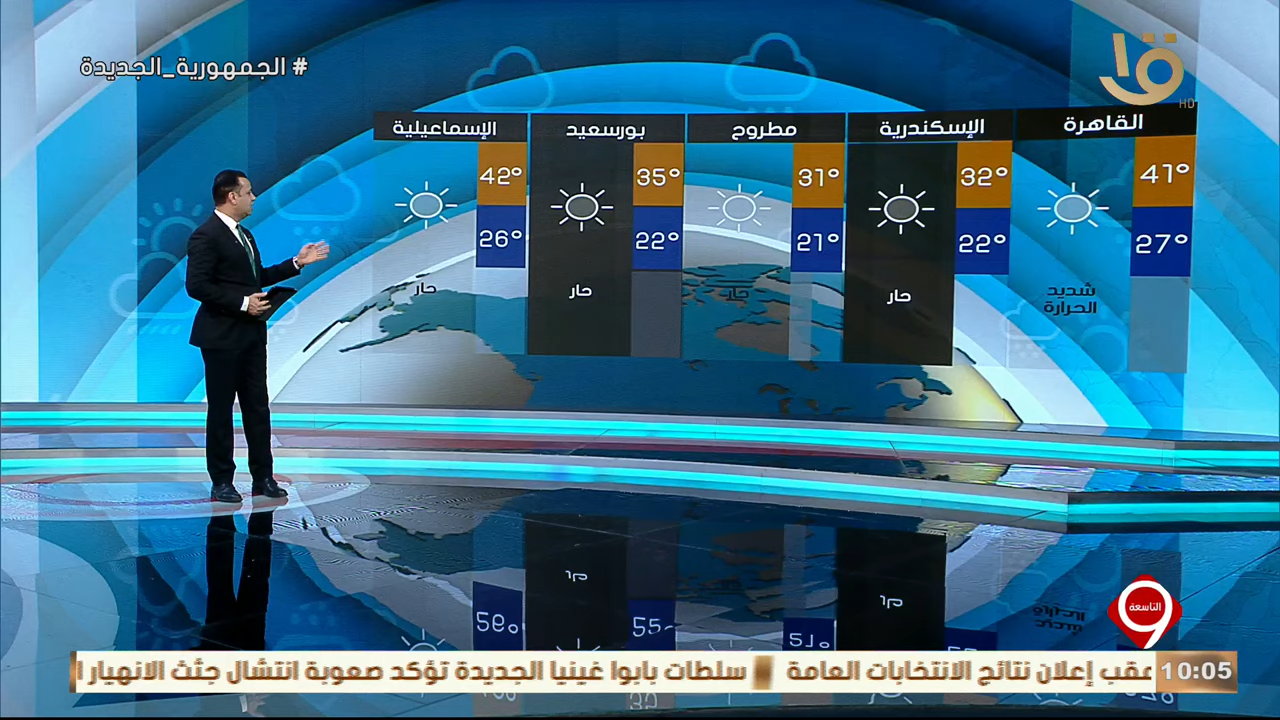 # الجمهورية_الجديدة
HD
القاهرة
41°
27°
شديد
الحرارة
الإسكندرية
32°
22°
حار
مطروح
31°
21°
حار
بورسعيد
35°
22°
حار
الإسماعيلية
42°
26°
حار
التاسعة
9
10:05
عقب إعلان نتائج الانتخابات العامة
سلطات بابوا غينيا الجديدة تؤكد صعوبة انتشال جثث الانهيار